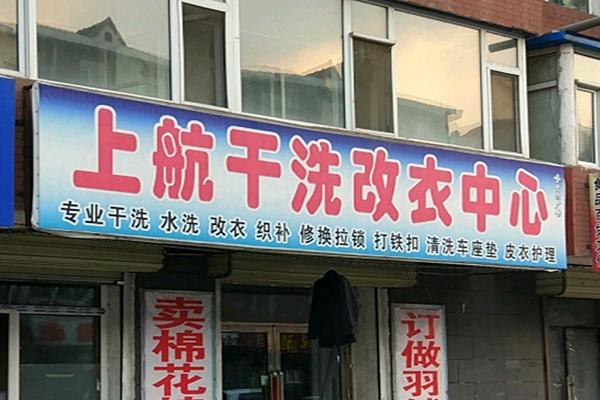 上航干洗改衣中心
专业干洗 水洗 改衣 织补 修换拉锁 打铁扣 清洗车座垫 皮衣护理
卖棉花
订做羽